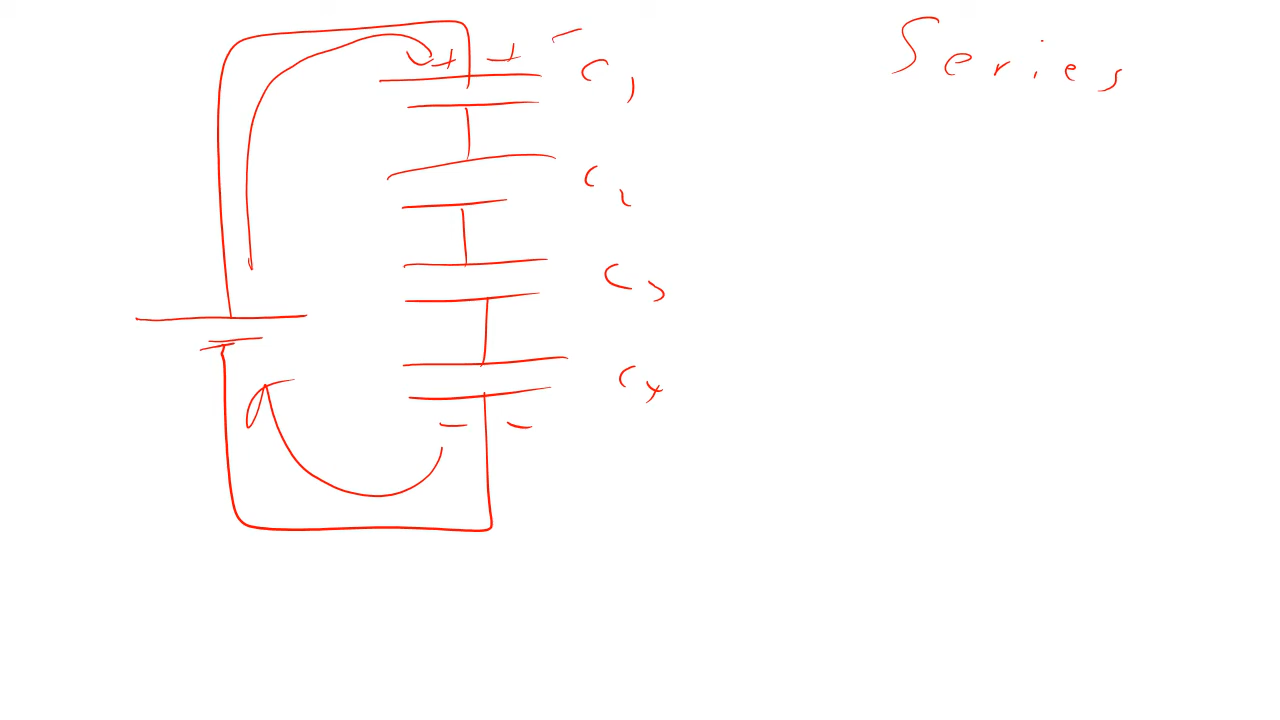 Series
+ +
C1
C2
C3
C4
- -